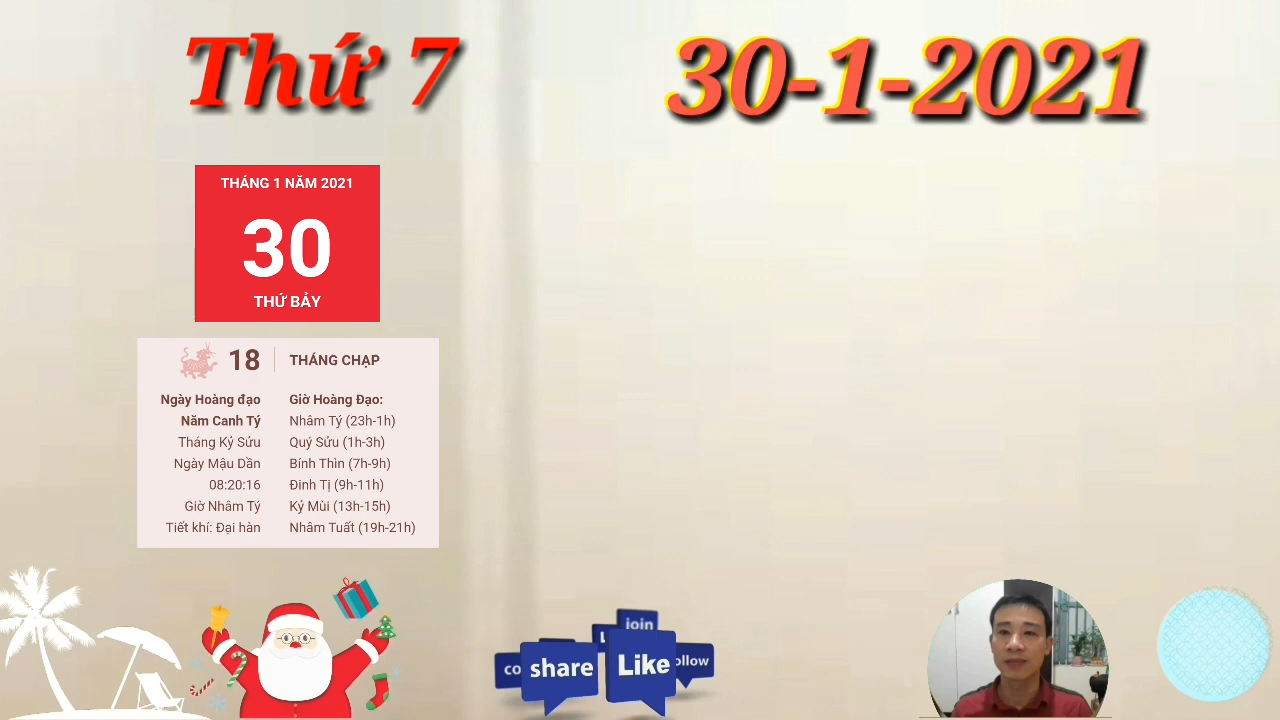 Thứ 7
30-1-2021
THÁNG 1 NĂM 2021
30
THỨ BẢY
18
THÁNG CHẠP
Ngày Hoàng đạo
Năm Canh Tý
Tháng Kỷ Sửu
Ngày Mậu Dần
08:20:16
Giờ Nhâm Tý
Tiết khí: Đại hàn
Giờ Hoàng Đạo:
Nhâm Tý (23h-1h)
Quý Sửu (1h-3h)
Bính Thìn (7h-9h)
Đinh Tị (9h-11h)
Kỷ Mùi (13h-15h)
Nhâm Tuất (19h-21h)
join
share
Like
ollow
co